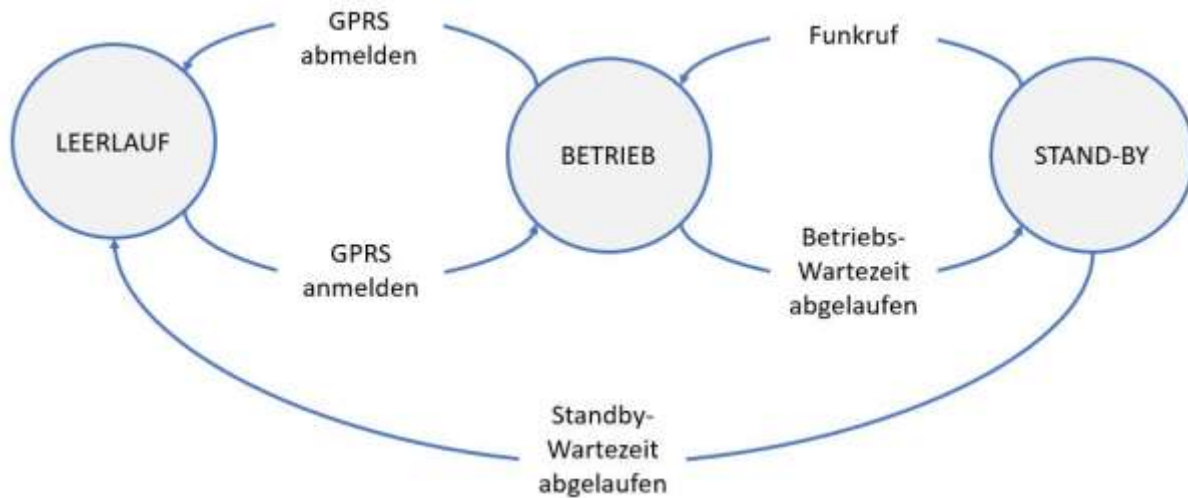 GPRS
abmelden
Funkruf
LEERLAUF
BETRIEB
STAND-BY
GPRS
anmelden
Betriebs-
Wartezeit
abgelaufen
Standby-
Wartezeit
abgelaufen